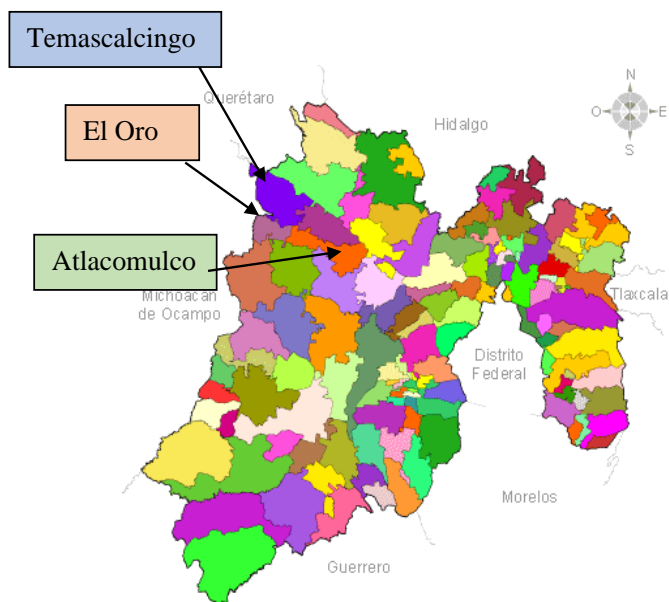 Temascalcingo
Querétaro
El Oro
Hidalgo
N
O
E
S
Atlacomulco
Michoacán
de Ocampo
Tlaxcala
Distrito
Federal
Morelos
Guerrero